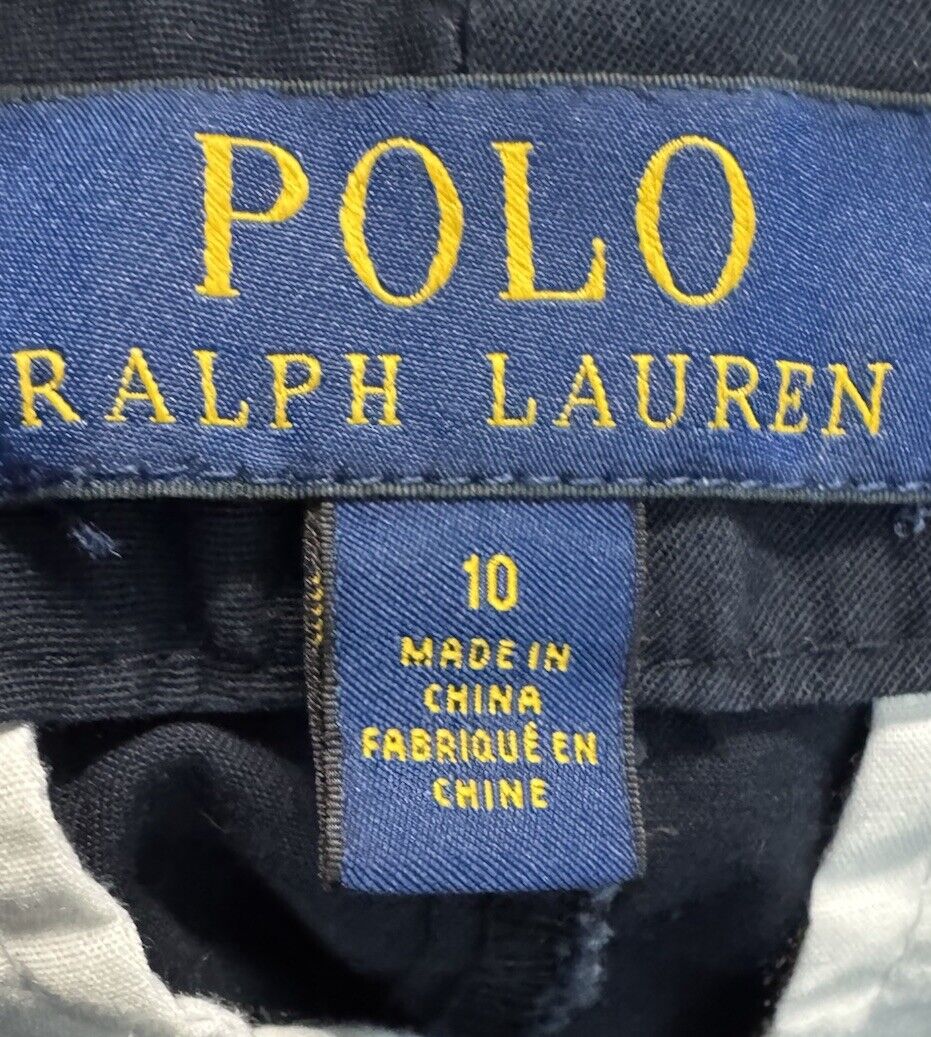 POLO
RALPH LAUREN
10
MADE IN
CHINA
FABRIQUÉ EN
CHINE